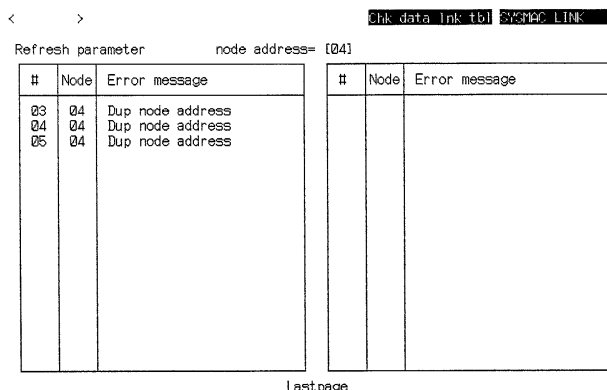 < > Chk data lnk tbl SYSMAC LINK
Refresh parameter node address= [04]
# Node Error message # Node Error message
03 04 Dup node address
04 04 Dup node address
05 04 Dup node address
lastpage